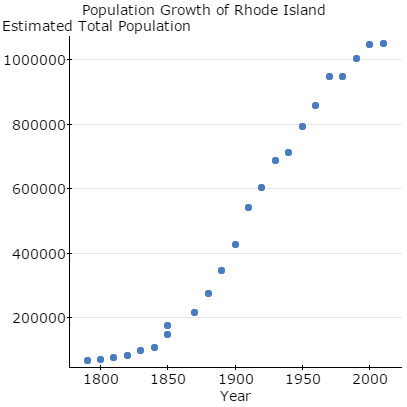 Population Growth of Rhode Island
Estimated Total Population
1000000
800000
600000
400000
200000
1800 1850 1900 1950 2000
Year